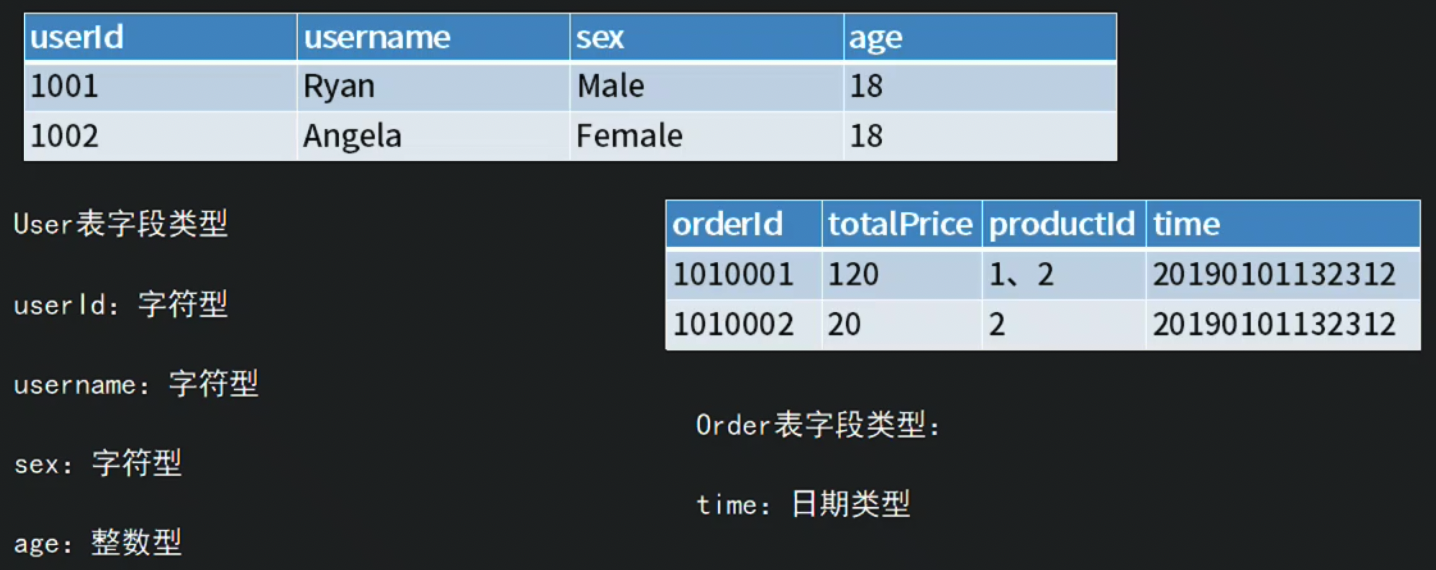 userId username sex age
1001 Ryan Male 18
1002 Angela Female 18
User表字段类型
userId：字符型
username：字符型
sex：字符型
age：整数型
orderId totalPrice productId time
1010001 120 1、2 20190101132312
1010002 20 2 20190101132312
Order表字段类型：
time：日期类型